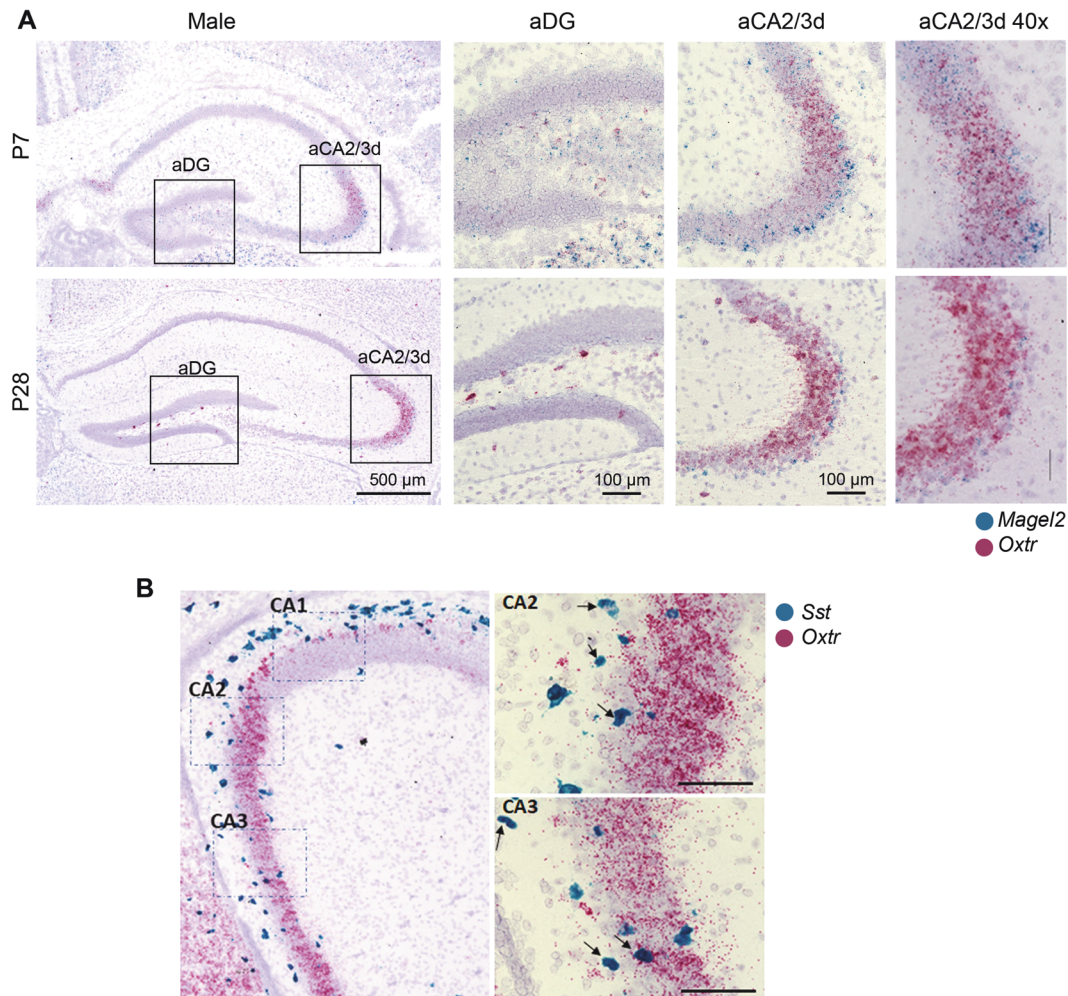 A
Male
aDG
aCA2/3d
aCA2/3d 40x
P7
aDG
aCA2/3d
P28
aDG
aCA2/3d
500 µm
100 µm
100 µm
Magel2
Oxtr
B
CA1
CA2
CA3
CA2
CA3
Sst
Oxtr